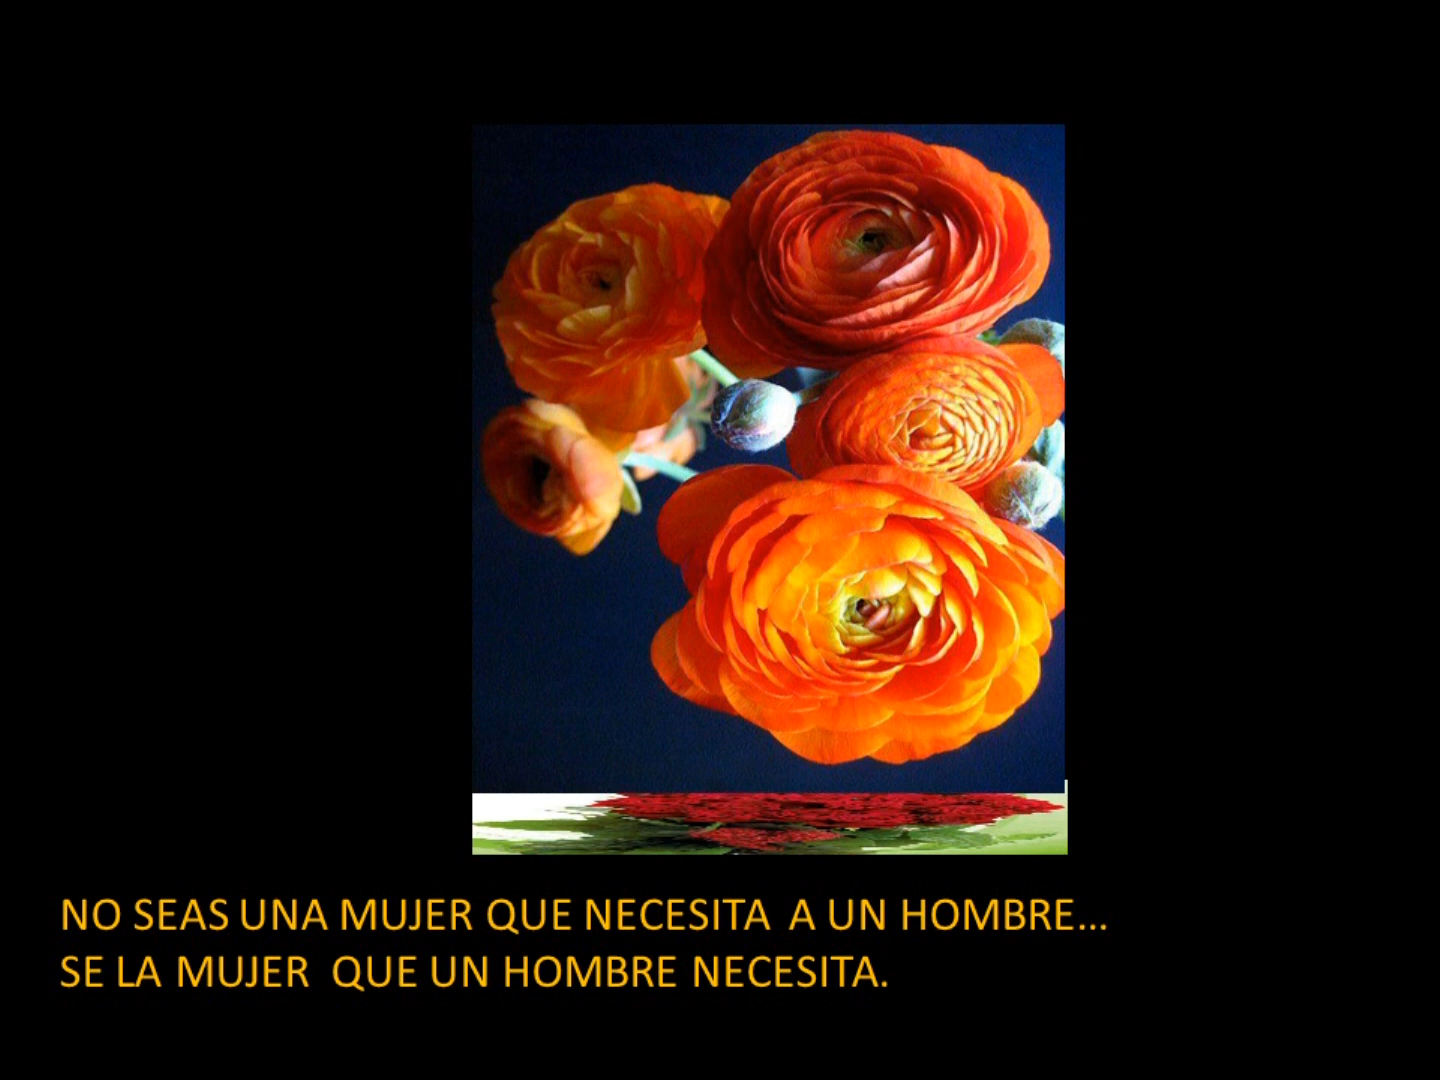 NO SEAS UNA MUJER QUE NECESITA A UN HOMBRE...
SE LA MUJER QUE UN HOMBRE NECESITA.